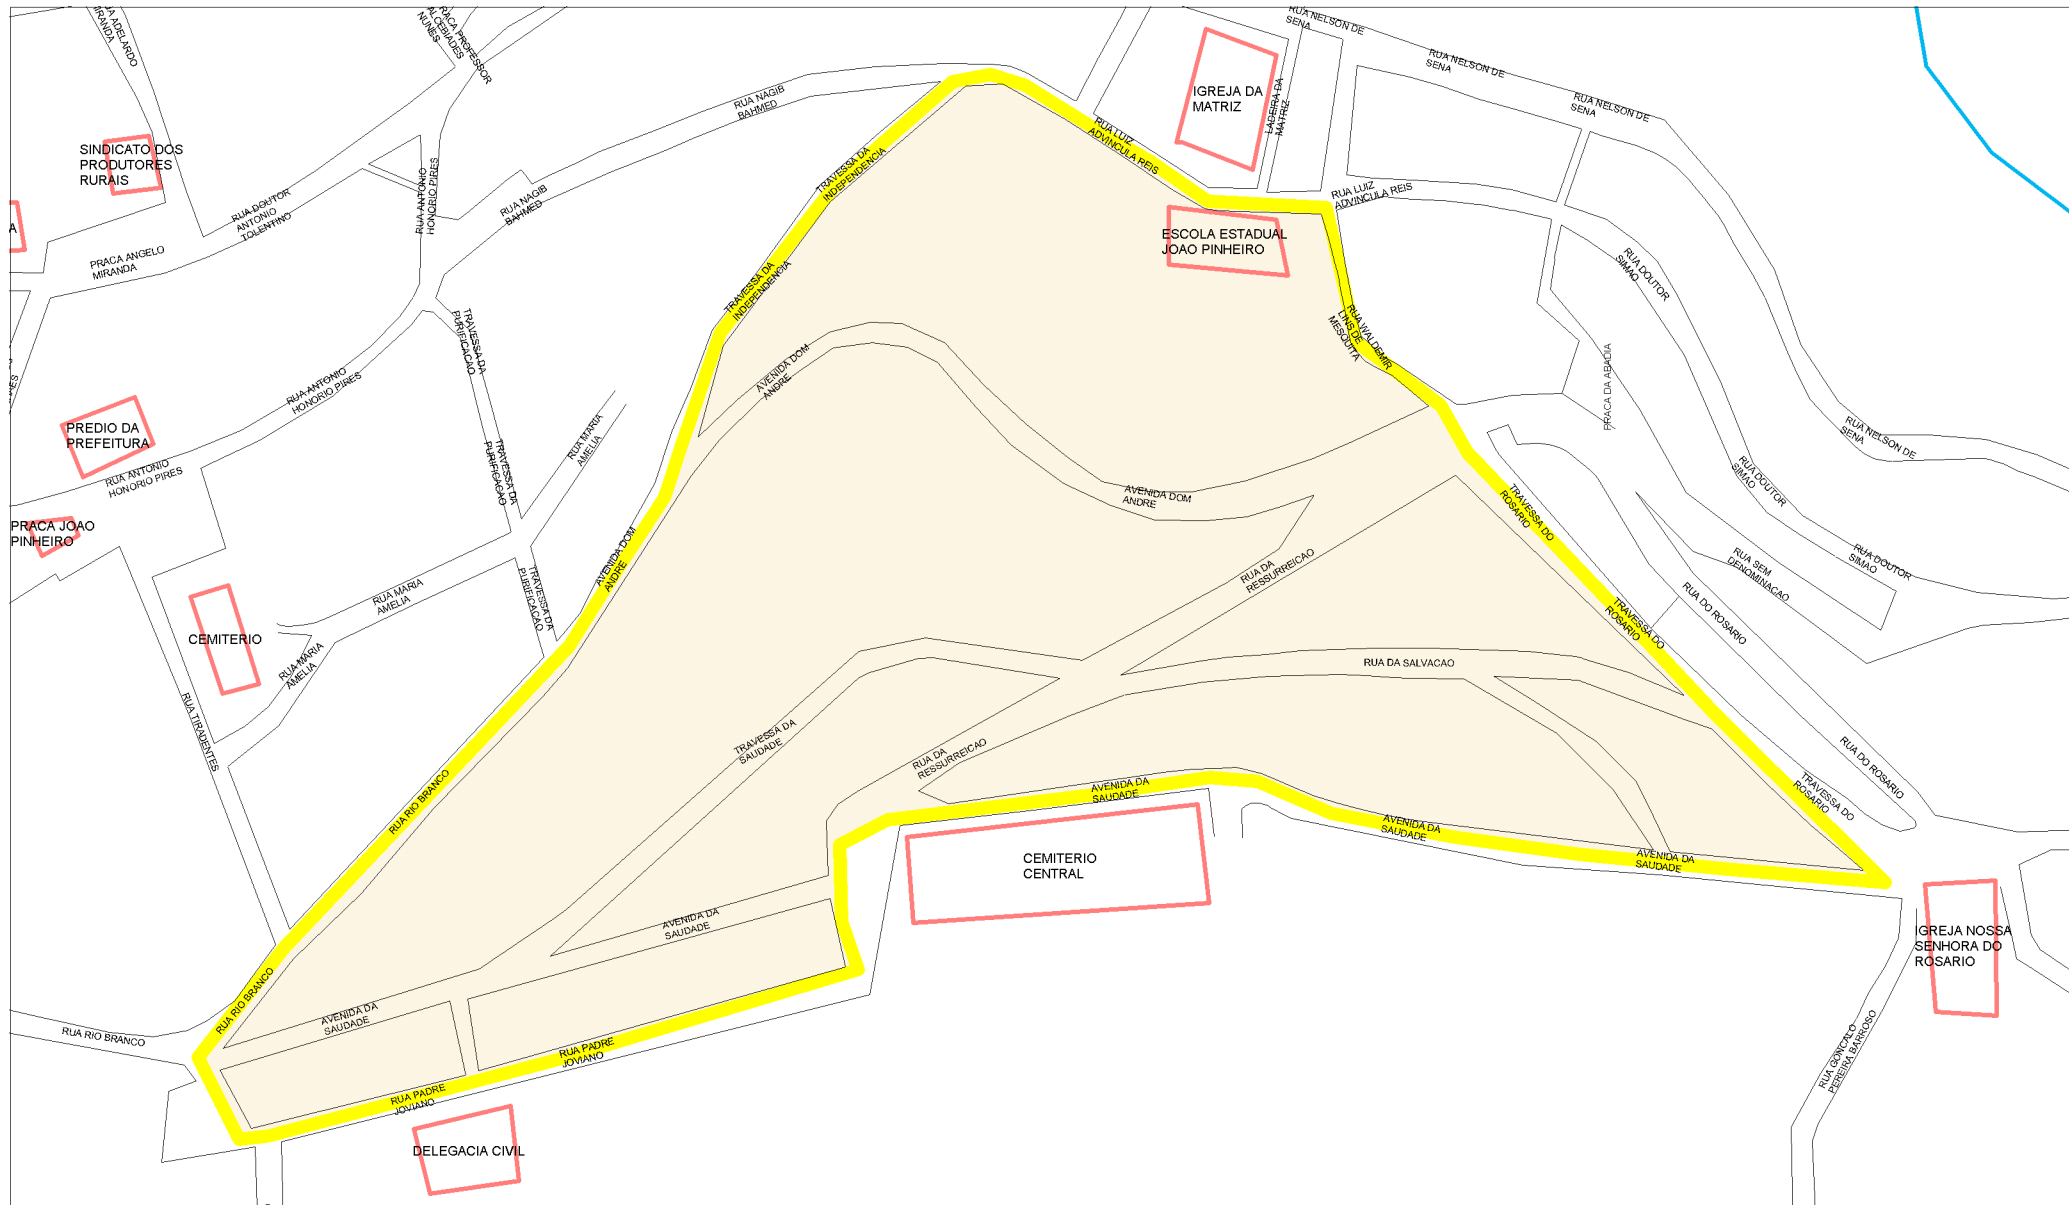 RUA ADELARDO
MIRANDA
PRACA PROFESSOR
ALCEBIADES
NUNES
RUA NELSON DE
SENA
RUA NELSON DE
SENA
RUA NELSON DE
SENA
IGREJA DA
MATRIZ
LADEIRA DA
MATRIZ
RUA NAGIB
BAHMED
RUA LUIZ
ADVINCULA REIS
SINDICATO DOS
PRODUTORES
RURAIS
TRAVESSA DA
INDEPENDENCIA
RUA ANTONIO
HONORIO PIRES
RUA DOUTOR
ANTONIO
TOLENTINO
RUA NAGIB
BAHMED
RUA LUIZ
ADVINCULA REIS
A
ESCOLA ESTADUAL
JOAO PINHEIRO
PRACA ANGELO
MIRANDA
TRAVESSA DA
INDEPENDENCIA
RUA DOUTOR
SIMAO
TRAVESSA DA
PURIFICACAO
RUA WALDEMIR
LINS DE
MESQUITA
AVENIDA DOM
ANDRE
PRACA DA ABADIA
RUA ANTONIO
HONORIO PIRES
PREDIO DA
PREFEITURA
RUA MARIA
AMELIA
RUA NELSON DE
SENA
TRAVESSA DA
PURIFICACAO
RUA ANTONIO
HONORIO PIRES
RUA DOUTOR
SIMAO
AVENIDA DOM
ANDRE
TRAVESSA DO
ROSARIO
PRACA JOAO
PINHEIRO
AVENIDA DOM
ANDRE
RUA DA
RESSURREICAO
RUA SEM
DENOMINACAO
RUA DOUTOR
SIMAO
RUA MARIA
AMELIA
TRAVESSA DA
PURIFICACAO
CEMITERIO
TRAVESSA DO
ROSARIO
RUA DO ROSARIO
RUA MARIA
AMELIA
RUA DA SALVACAO
RUA TIRADENTES
TRAVESSA DA
SAUDADE
RUA DA
RESSURREICAO
RUA DO ROSARIO
RUA RIO BRANCO
AVENIDA DA
SAUDADE
TRAVESSA DO
ROSARIO
AVENIDA DA
SAUDADE
CEMITERIO
CENTRAL
AVENIDA DA
SAUDADE
AVENIDA DA
SAUDADE
IGREJA NOSSA
SENHORA DO
ROSARIO
RUA RIO BRANCO
AVENIDA DA
SAUDADE
RUA RIO BRANCO
RUA PADRE
JOVIANO
RUA GONCALO
PEREIRA BARROSO
RUA PADRE
JOVIANO
DELEGACIA CIVIL